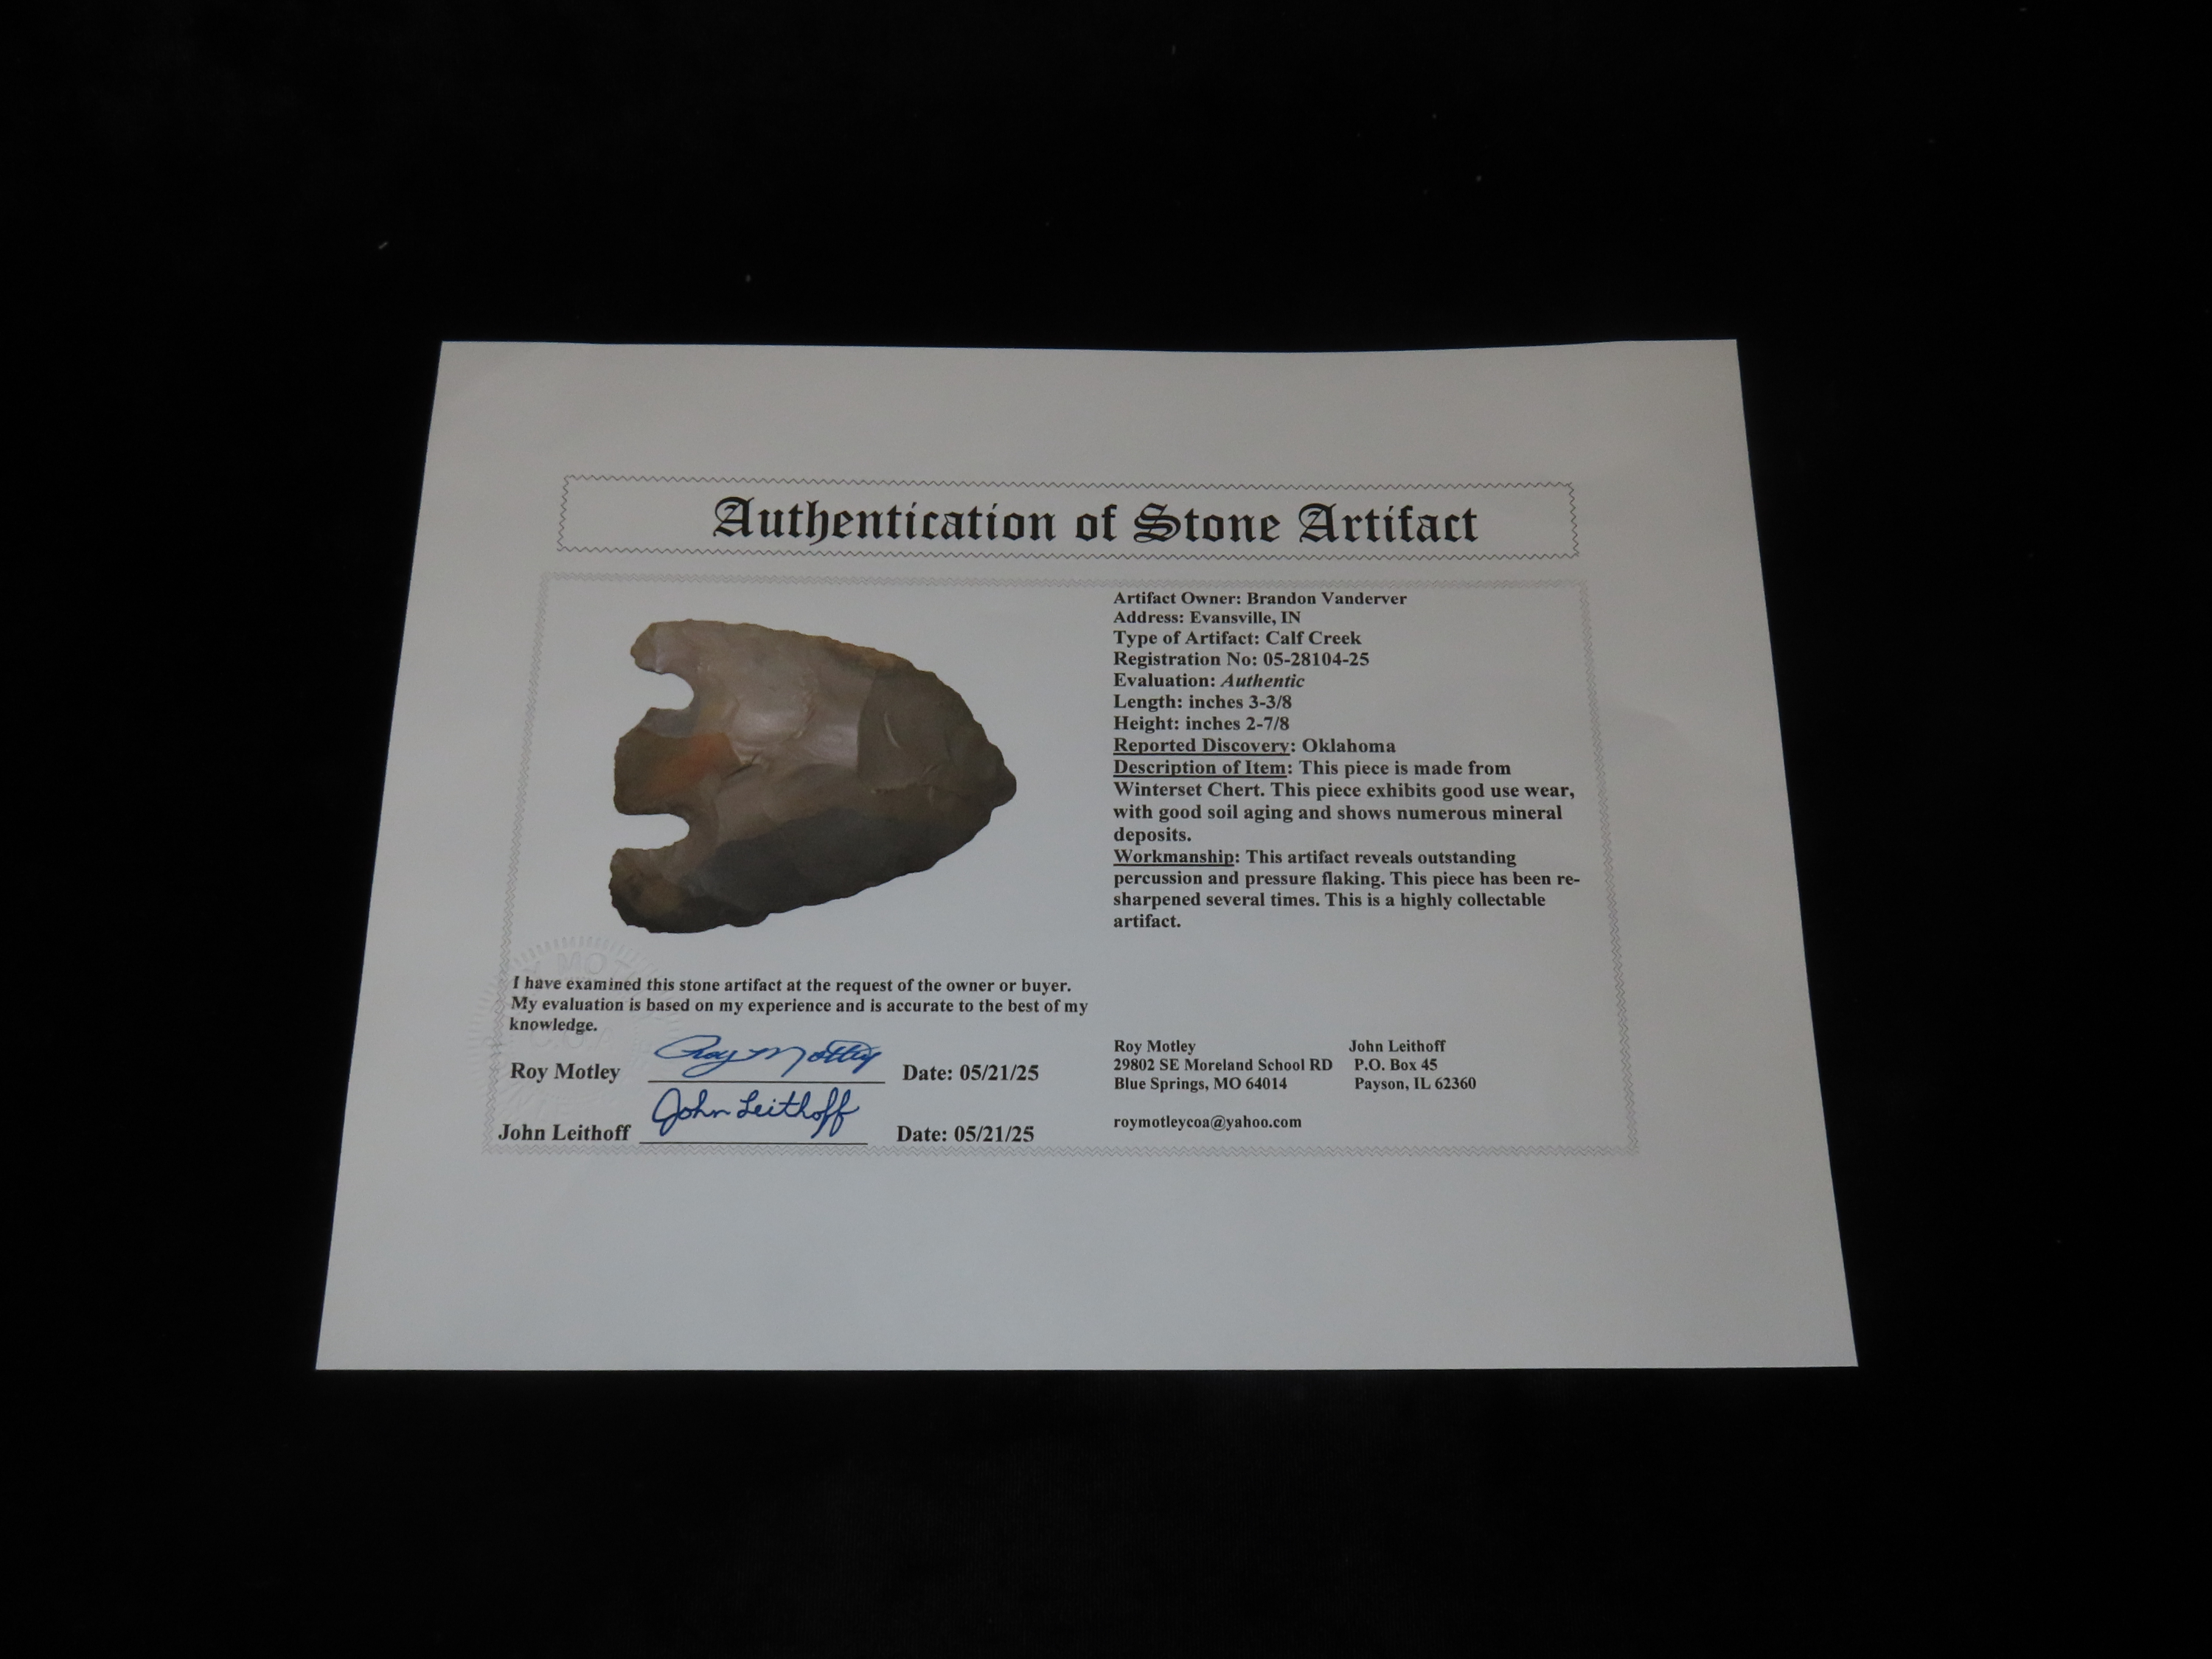 Authentication of Stone Artifact
Artifact Owner: Brandon Vanderver
Address: Evansville, IN
Type of Artifact: Calf Creek
Registration No: 05-28104-25
Evaluation: Authentic
Length: inches 3-3/8
Height: inches 2-7/8
Reported Discovery: Oklahoma
Description of Item: This piece is made from
Winterset Chert. This piece exhibits good use wear,
with good soil aging and shows numerous mineral
deposits.
Workmanship: This artifact reveals outstanding
percussion and pressure flaking. This piece has been re-
sharpened several times. This is a highly collectable
artifact.
I have examined this stone artifact at the request of the owner or buyer.
My evaluation is based on my experience and is accurate to the best of my
knowledge.
Roy Motley Roy Motley Date: 05/21/25
John Leithoff John Leithoff Date: 05/21/25
Roy Motley John Leithoff
29802 SE Moreland School RD P.O. Box 45
Blue Springs, MO 64014 Payson, IL 62360
roymotleycoa@yahoo.com